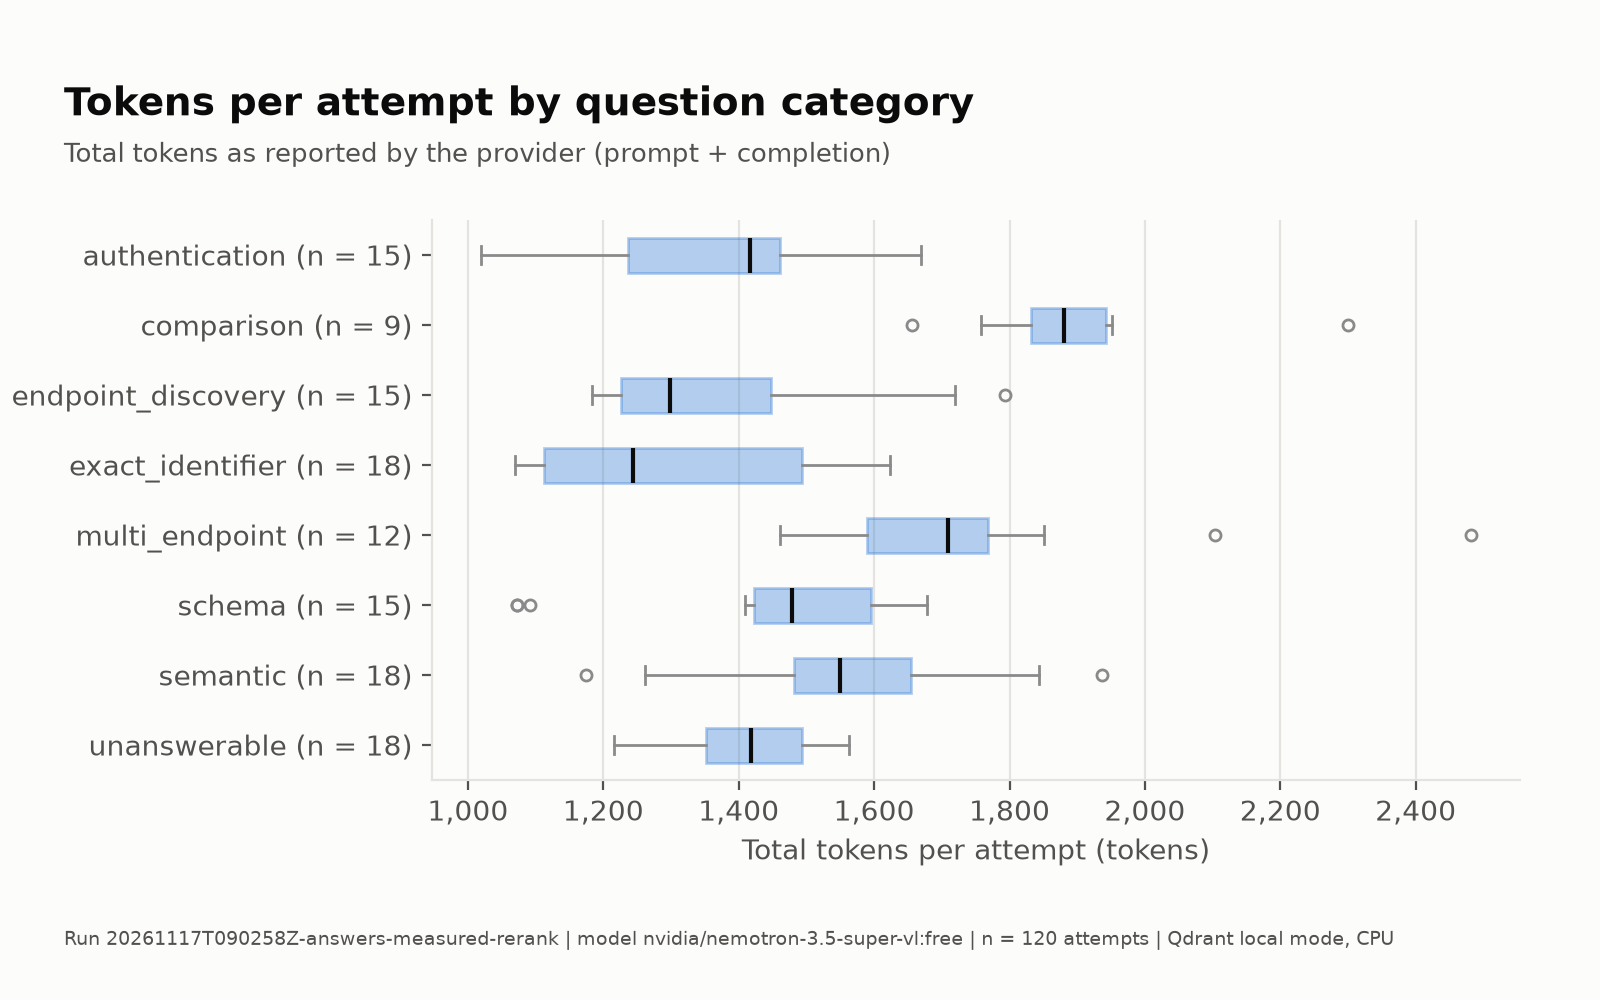 Tokens per attempt by question category
Total tokens as reported by the provider (prompt + completion)
authentication (n = 15)
comparison (n = 9)
endpoint_discovery (n = 15)
exact_identifier (n = 18)
multi_endpoint (n = 12)
schema (n = 15)
semantic (n = 18)
unanswerable (n = 18)
1,000 1,200 1,400 1,600 1,800 2,000 2,200 2,400
Total tokens per attempt (tokens)
Run 20261117T090258Z-answers-measured-rerank | model nvidia/nemotron-3.5-super-vl:free | n = 120 attempts | Qdrant local mode, CPU